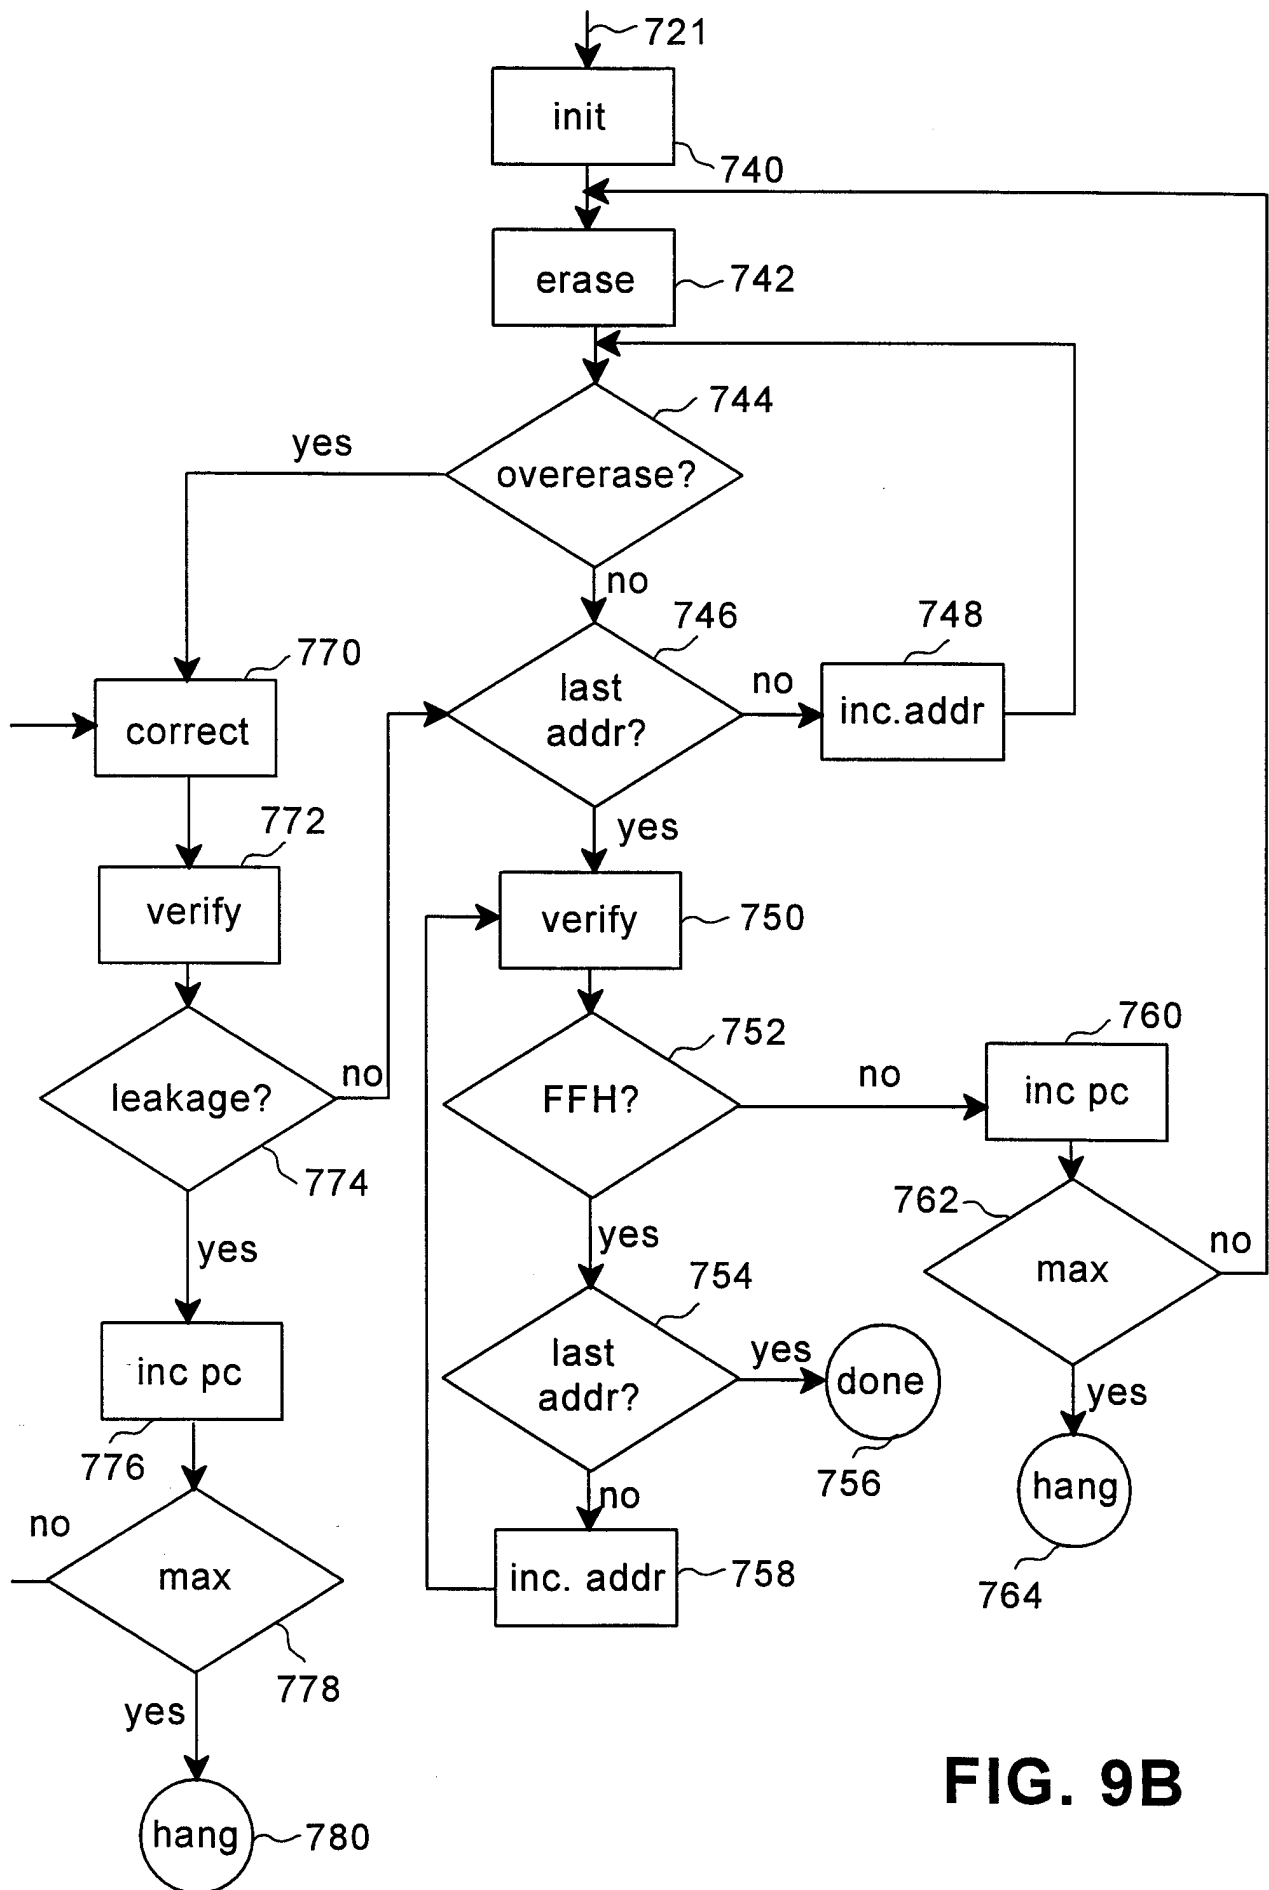 721
init
740
erase
742
744
yes
overerase?
no
746
748
770
last
addr?
no
inc.addr
correct
772
yes
verify
verify
750
752
760
leakage?
no
FFH?
no
inc pc
774
762
yes
yes
754
max
no
inc pc
last
addr?
yes
done
yes
776
756
hang
no
no
max
inc. addr
758
764
778
yes
hang
780
FIG. 9B